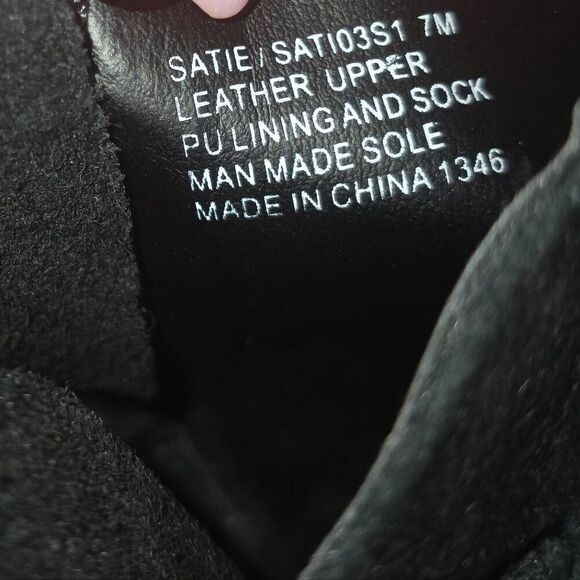 SATIE / SATI03S1 7M
LEATHER UPPER
PU LINING AND SOCK
MAN MADE SOLE
MADE IN CHINA 1346